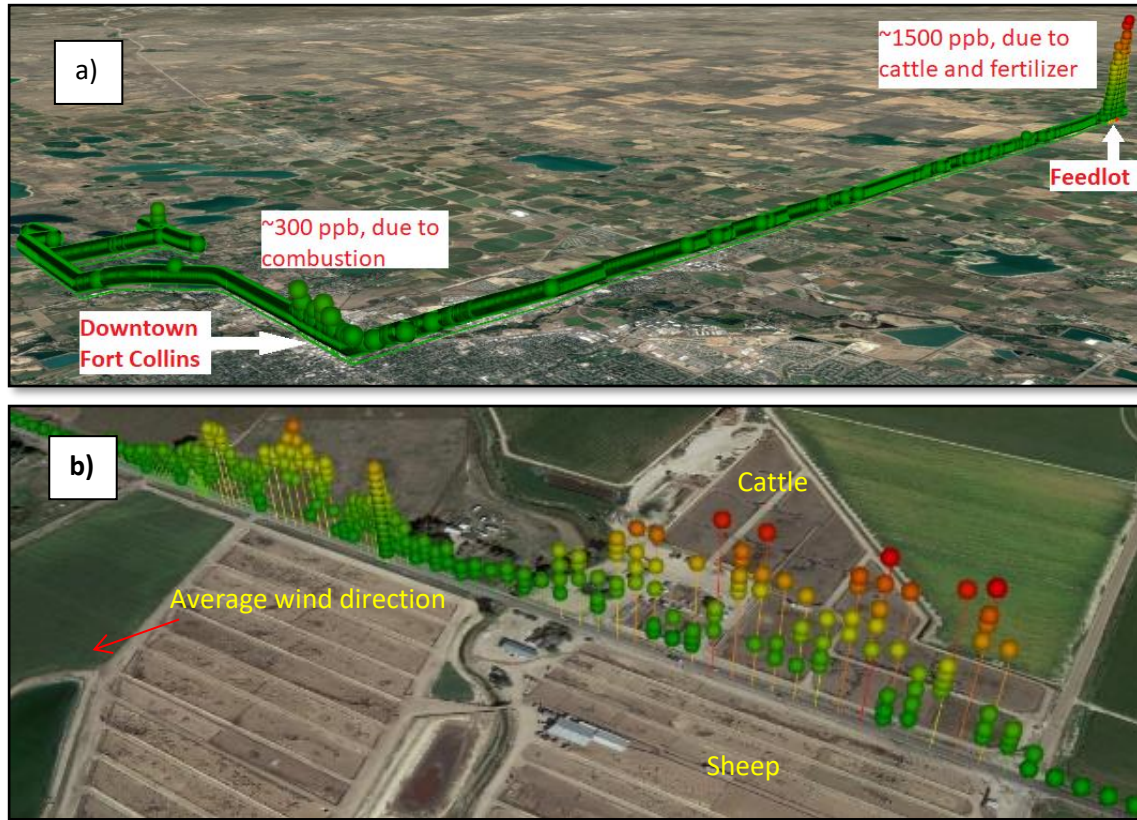 a)
~1500 ppb, due to
cattle and fertilizer
Feedlot
~300 ppb, due to
combustion
Downtown
Fort Collins
b)
Cattle
Average wind direction
Sheep